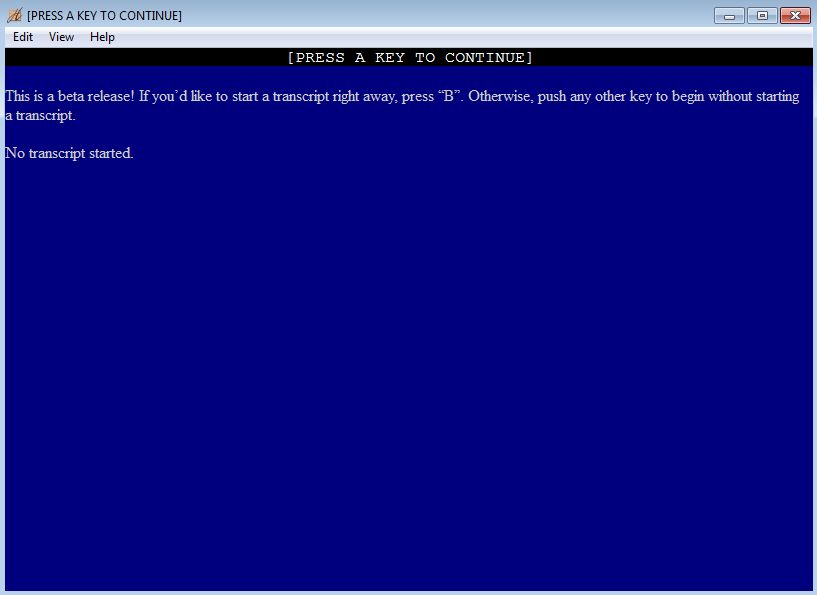 [PRESS A KEY TO CONTINUE]
Edit View Help
[PRESS A KEY TO CONTINUE]
This is a beta release! If you’d like to start a transcript right away, press “B”. Otherwise, push any other key to begin without starting
a transcript.
No transcript started.